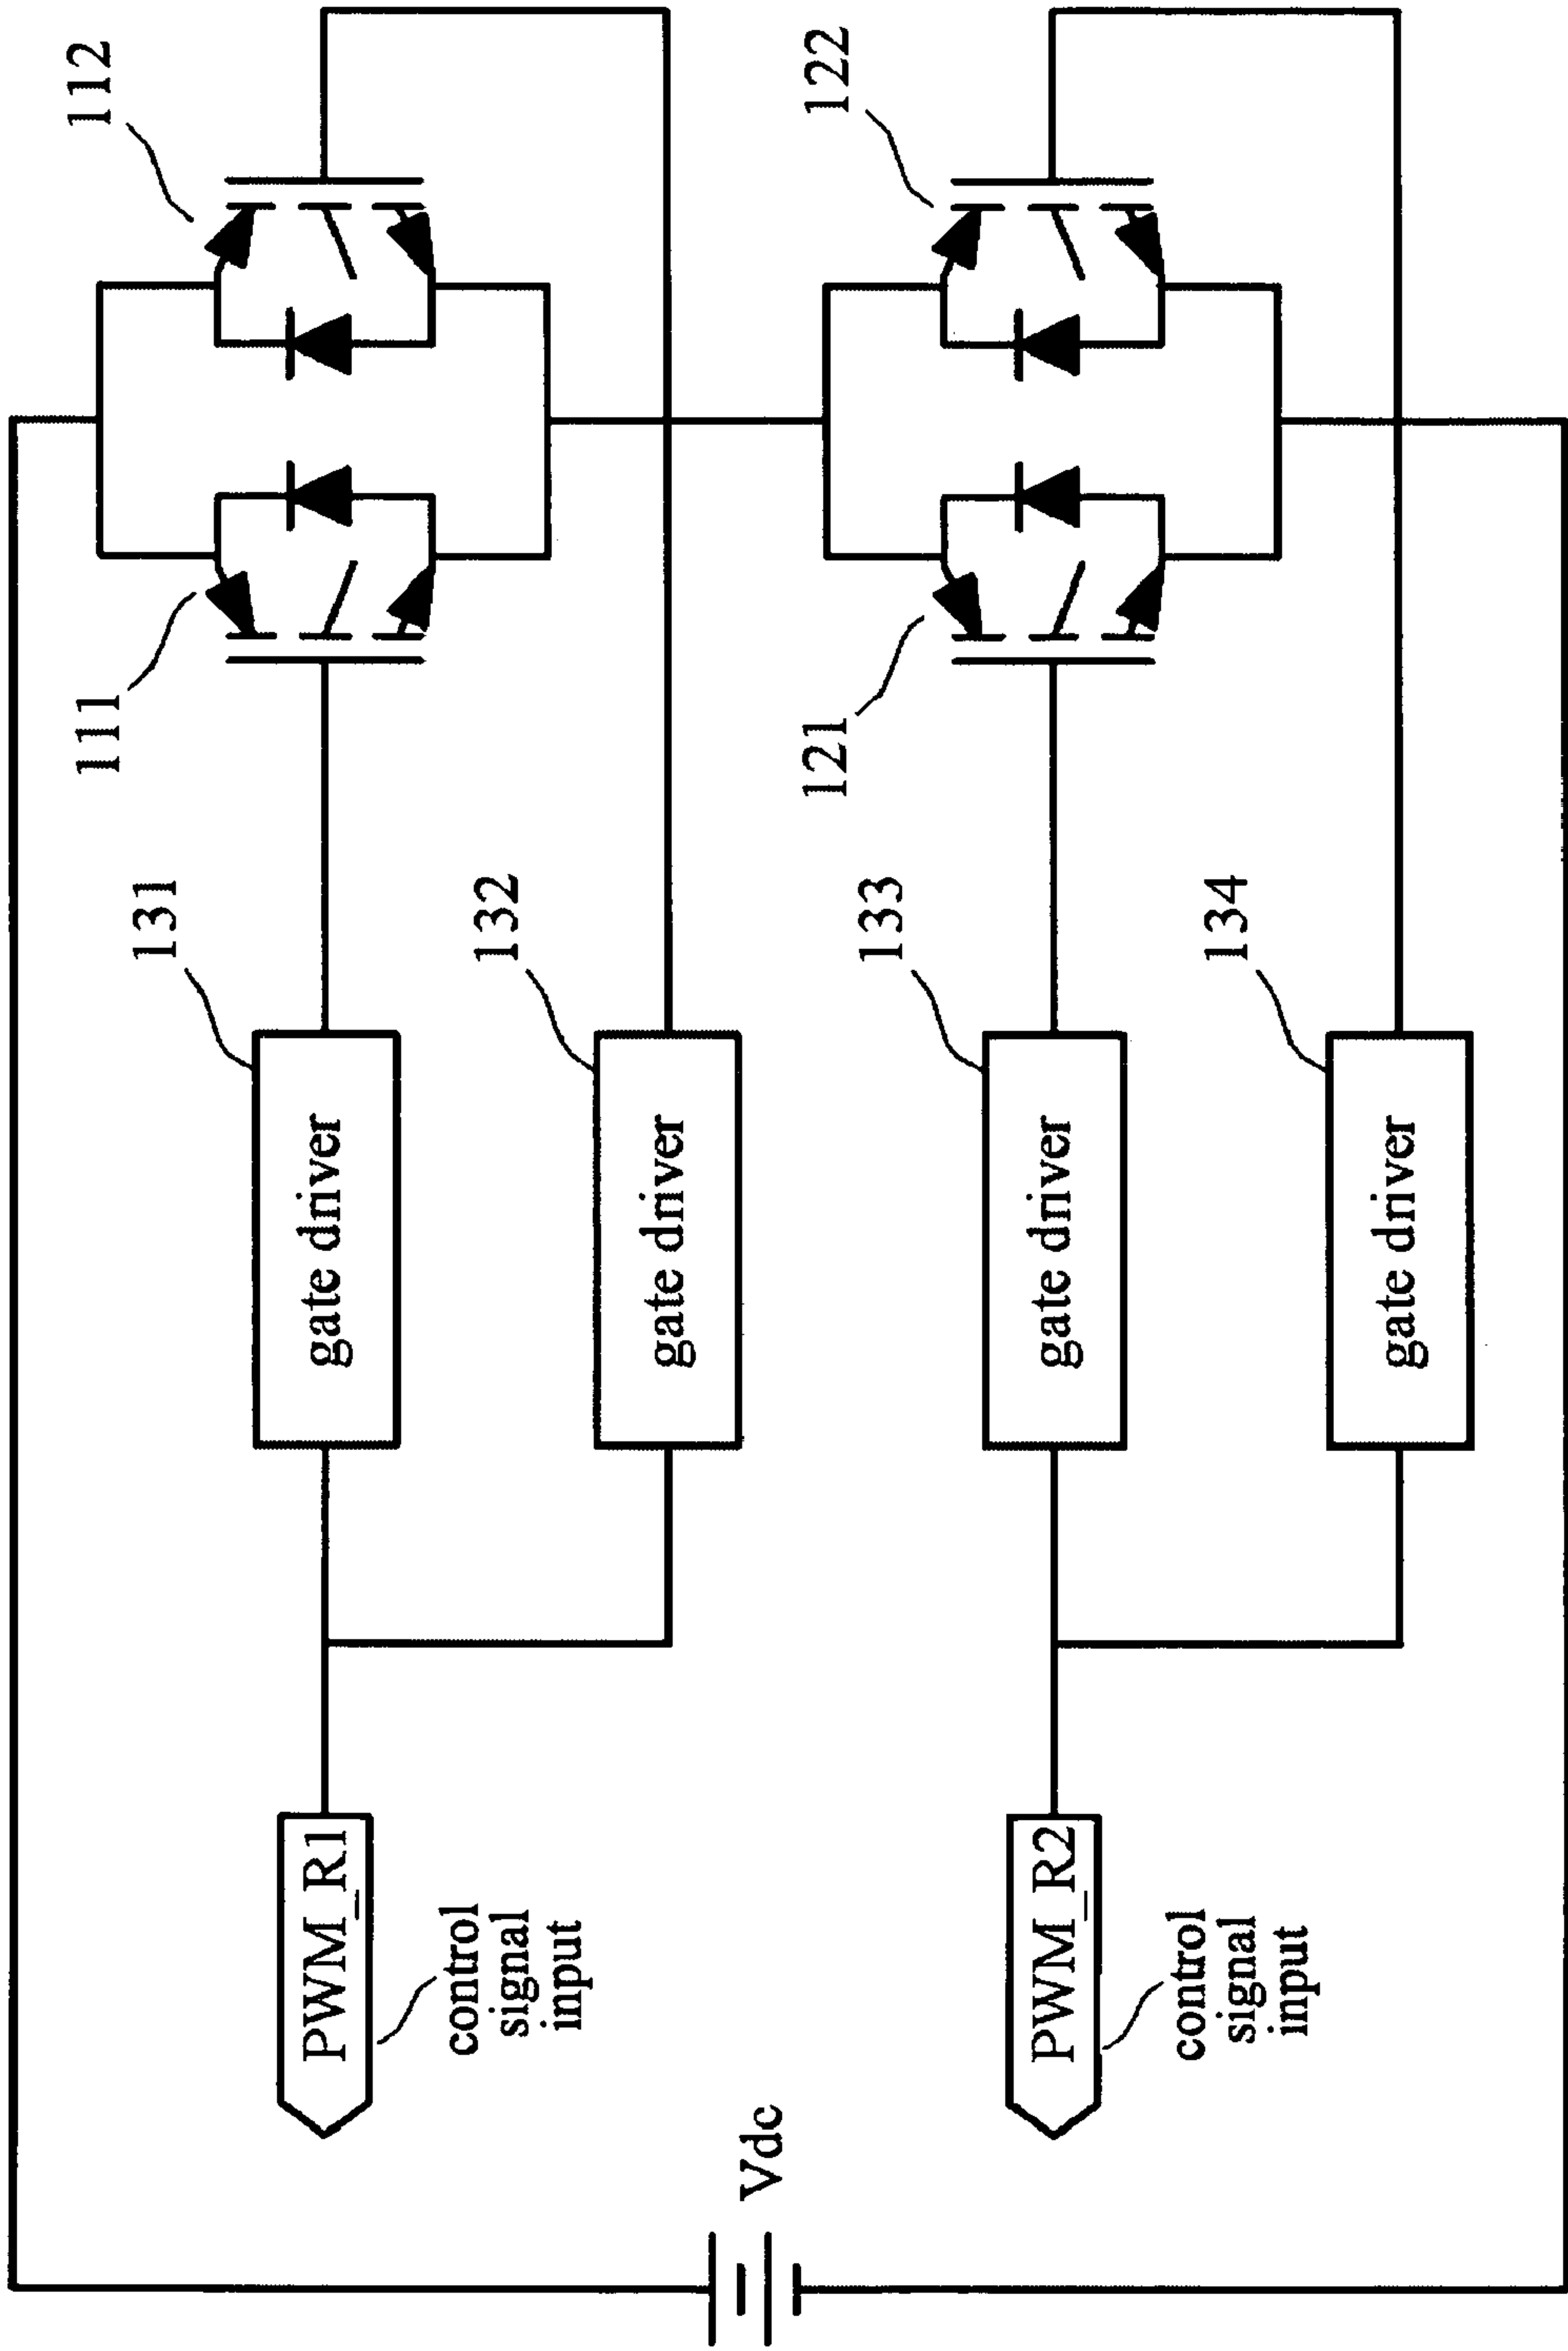 112
122
111
121
131
132
133
134
gate driver
gate driver
gate driver
gate driver
PWM_R1
control
signal
input
PWM_R2
control
signal
input
Vdc